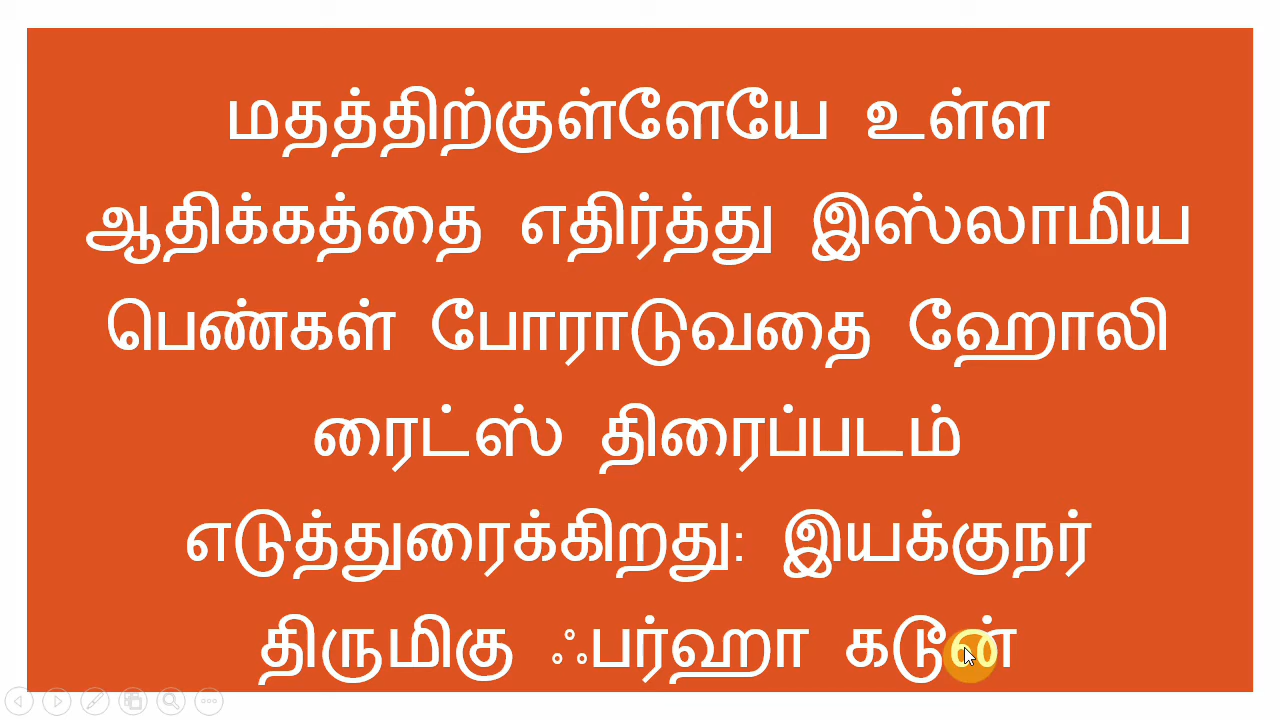 மதத்திற்குள்ளேயே உள்ள
ஆதிக்கத்தை எதிர்த்து இஸ்லாமிய
பெண்கள் போராடுவதை ஹோலி
ரைட்ஸ் திரைப்படம்
எடுத்துரைக்கிறது: இயக்குநர்
திருமிகு ஃபர்ஹா கடூன்